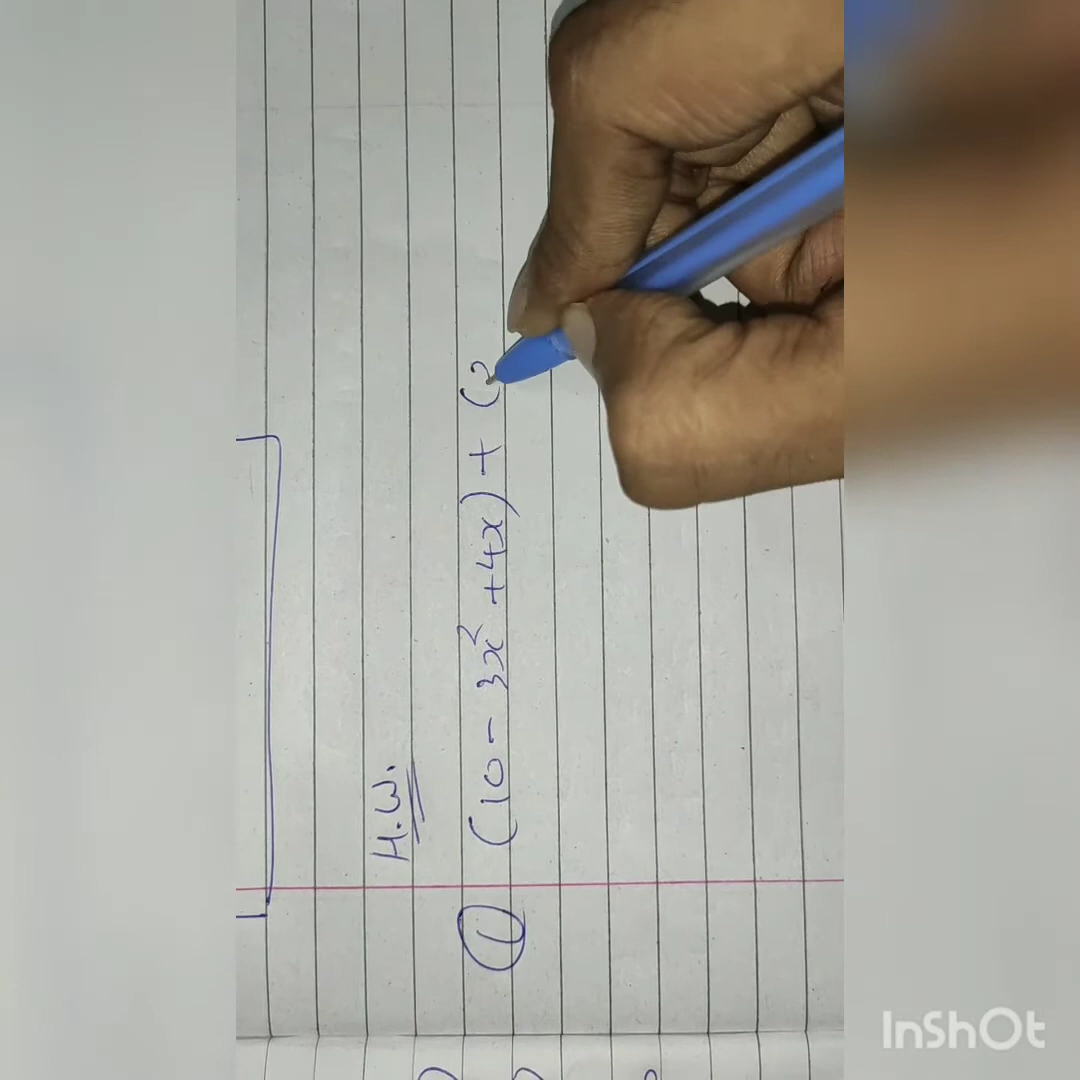 H.W.
① (10 - 3x² + 4x) + (
InShOt